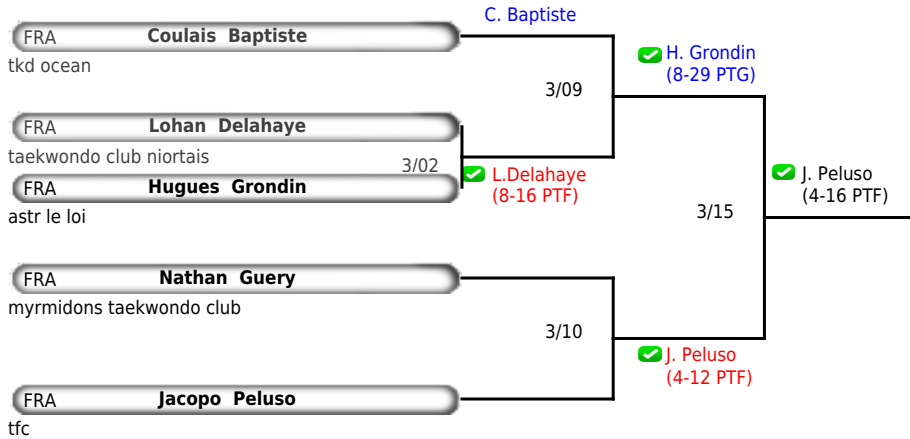 C. Baptiste
FRA Coulais Baptiste
tkd ocean
H. Grondin
(8-29 PTG)
3/09
FRA Lohan Delahaye
taekwondo club niortais
3/02
L.Delahaye
(8-16 PTF)
FRA Hugues Grondin
astr le loi
J. Peluso
(4-16 PTF)
3/15
FRA Nathan Guery
myrmidons taekwondo club
3/10
J. Peluso
(4-12 PTF)
FRA Jacopo Peluso
tfc